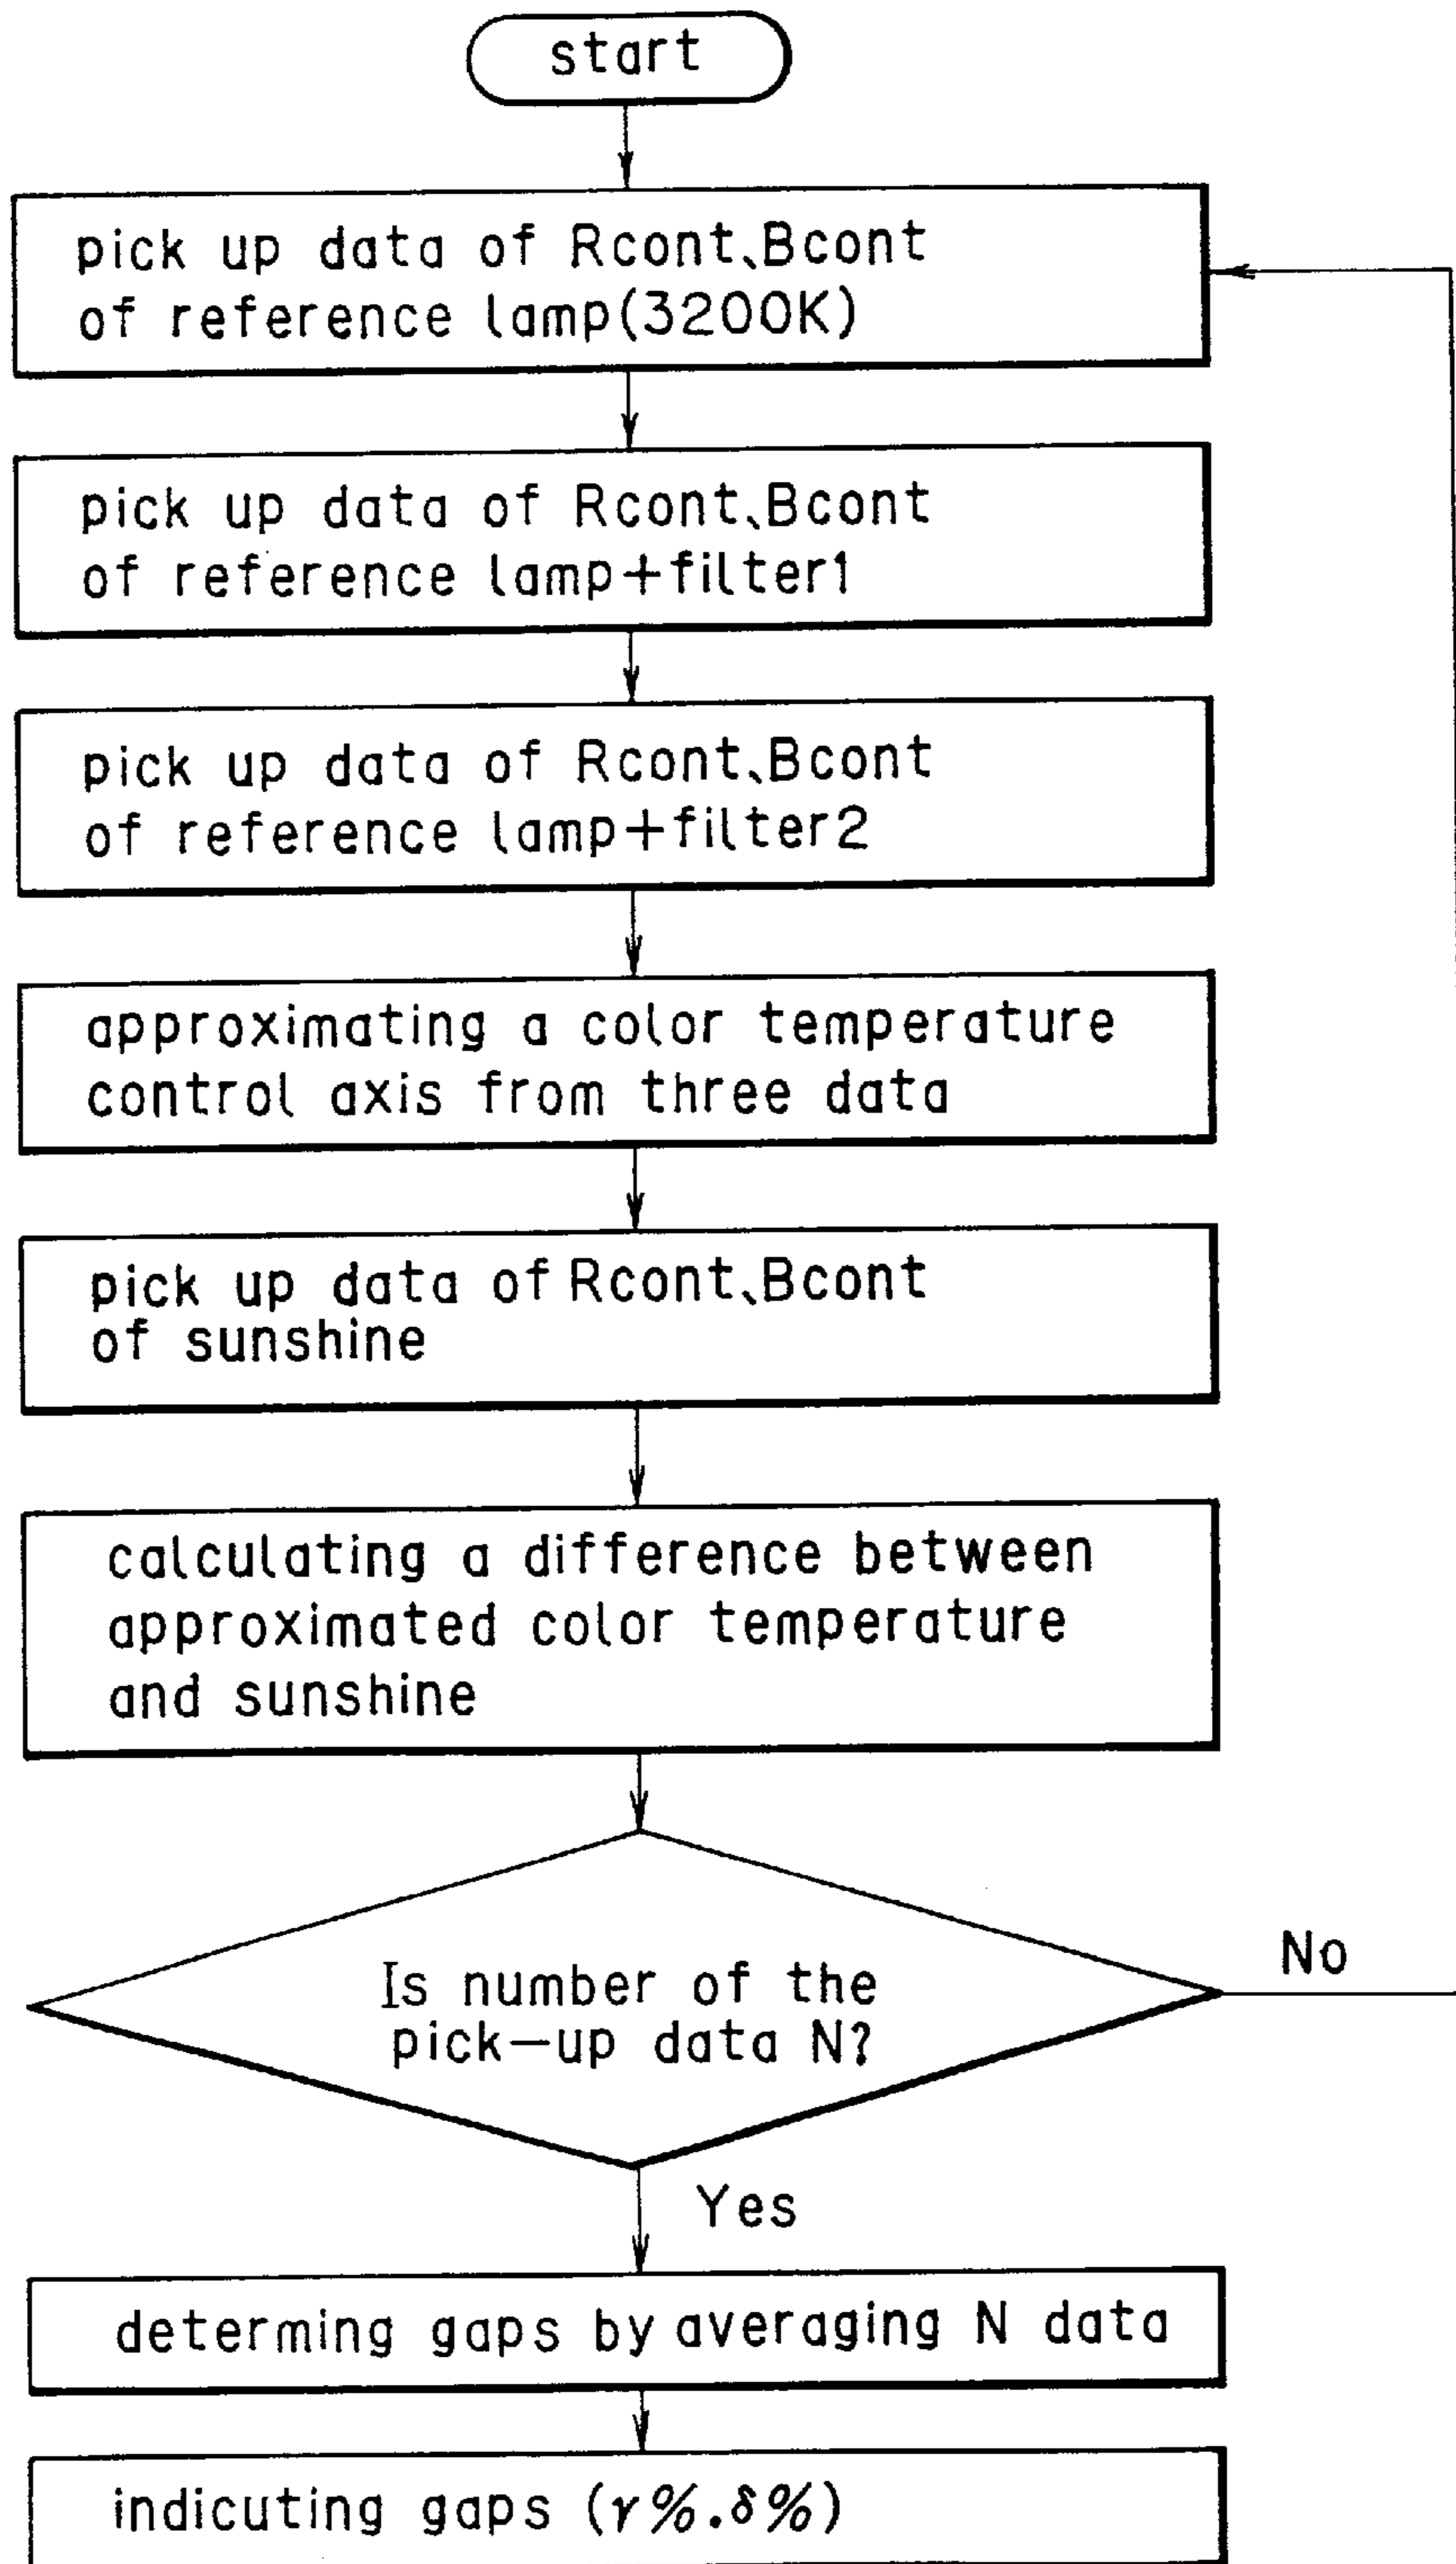 start
pick up data of Rcont、Bcont
of reference lamp(3200K)
pick up data of Rcont、Bcont
of reference lamp+filter1
pick up data of Rcont、Bcont
of reference lamp+filter2
approximating a color temperature
control axis from three data
pick up data of Rcont、Bcont
of sunshine
calculating a difference between
approximated color temperature
and sunshine
Is number of the
pick-up data N?
No
Yes
determing gaps by averaging N data
indicuting gaps (γ%.δ%)